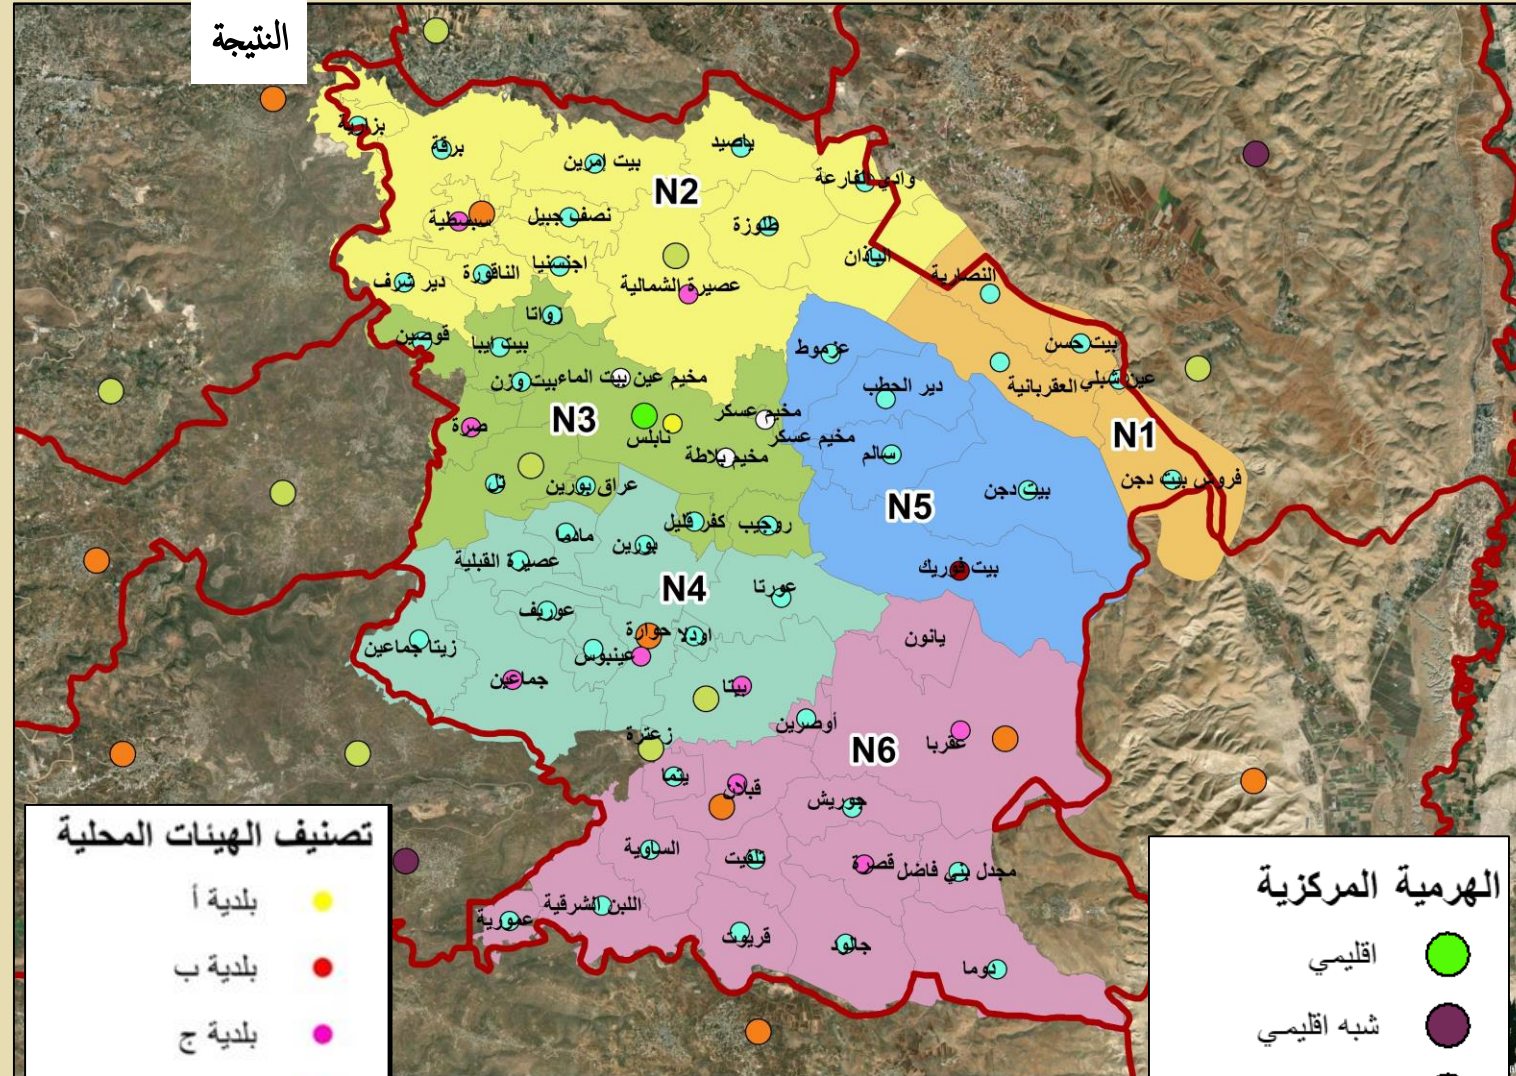 النتيجة
بزارية
برقة
بيت إمرين
ياصيد
وادي الفارعة
N2
سبسطية
نصف جبيل
طلوزة
الباذان
النصارية
دير شرف
الناقورة
اجنسنيا
عصيرة الشمالية
زواتا
قوصين
بيت ايبا
عزموط
بيت حسن
بيت وزن
مخيم عين بيت الماء
دير الحطب
العقربانية
عين شبلي
صرة
N3
نابلس
مخيم عسكر
مخيم عسكر
N1
مخيم بلاطة
سالم
تل
عراق بورين
بيت دجن
فروش بيت دجن
N5
مادما
بورين
كفر قليل
روجيب
عصيرة القبلية
بيت فوريك
N4
عورتا
عوريف
زيتا جماعين
حوارة
اودلا
يانون
عينبوس
جماعين
بيتا
أوصرين
زعترة
N6
عقربا
يتما
قبلان
جوريش
الساوية
تلفيت
قصرة
مجدل بني فاضل
عمورية
اللبن الشرقية
قريوت
جالود
دوما
تصنيف الهيئات المحلية
بلدية أ
بلدية ب
بلدية ج
الهرمية المركزية
اقليمي
شبه اقليمي